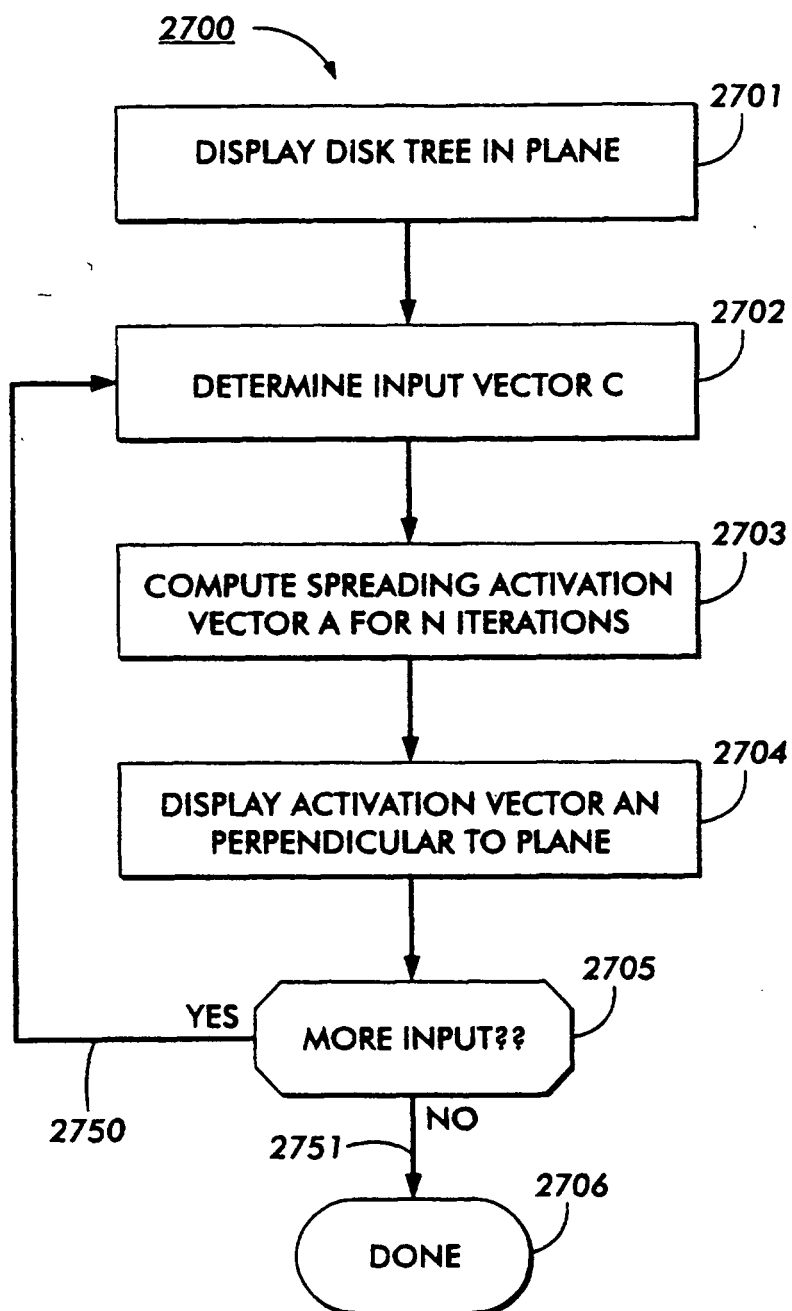 2700
2701
DISPLAY DISK TREE IN PLANE
2702
DETERMINE INPUT VECTOR C
2703
COMPUTE SPREADING ACTIVATION
VECTOR A FOR N ITERATIONS
2704
DISPLAY ACTIVATION VECTOR AN
PERPENDICULAR TO PLANE
2705
YES
MORE INPUT??
2750
NO
2751
2706
DONE